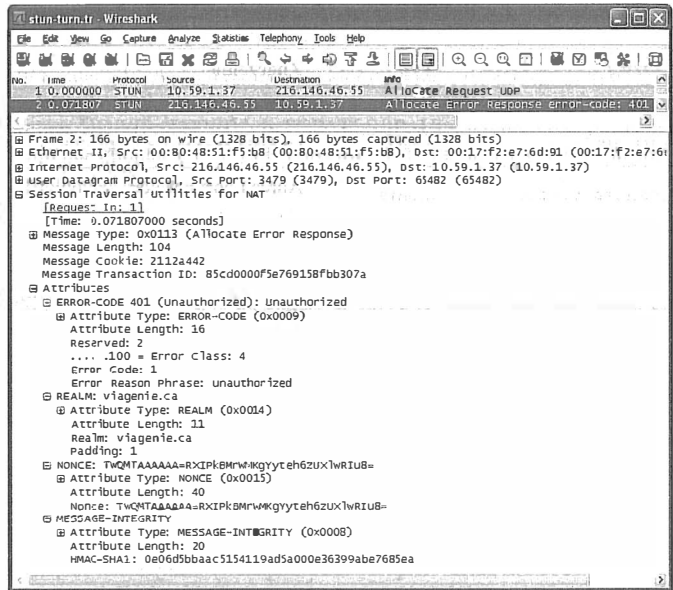 stun-turn.tr - Wireshark
File Edit View Go Capture Analyze Statistics Telephony Tools Help
No. Time Protocol Source Destination Info
1 0.000000 STUN 10.59.1.37 216.146.46.55 Allocate Request UDP
2 0.071807 STUN 216.146.46.55 10.59.1.37 Allocate Error Response error-code: 401
Frame 2: 166 bytes on wire (1328 bits), 166 bytes captured (1328 bits)
Ethernet II, Src: 00:80:48:51:f5:b8 (00:80:48:51:f5:b8), Dst: 00:17:f2:e7:6d:91 (00:17:f2:e7:6
Internet Protocol, Src: 216.146.46.55 (216.146.46.55), Dst: 10.59.1.37 (10.59.1.37)
User Datagram Protocol, Src Port: 3479 (3479), Dst Port: 65482 (65482)
Session Traversal Utilities for NAT
[Request In: 1]
[Time: 0.071807000 seconds]
Message Type: 0x0113 (Allocate Error Response)
Message Length: 104
Message Cookie: 2112a442
Message Transaction ID: 85cd0000f5e769158fbb307a
Attributes
ERROR-CODE 401 (Unauthorized): Unauthorized
Attribute Type: ERROR-CODE (0x0009)
Attribute Length: 16
Reserved: 2
.... .100 = Error Class: 4
Error Code: 1
Error Reason Phrase: unauthorized
REALM: viagenie.ca
Attribute Type: REALM (0x0014)
Attribute Length: 11
Realm: viagenie.ca
Padding: 1
NONCE: TWQMTAAAAAA=RXIPkBMrWMKgYyteh6zUXlwRIu8=
Attribute Type: NONCE (0x0015)
Attribute Length: 40
Nonce: TWQMTAAAAAA=RXIPkBMrWMKgYyteh6zUXlwRIu8=
MESSAGE-INTEGRITY
Attribute Type: MESSAGE-INTEGRITY (0x0008)
Attribute Length: 20
HMAC-SHA1: 0e06d5bbaac5154119ad5a000e36399abe7685ea